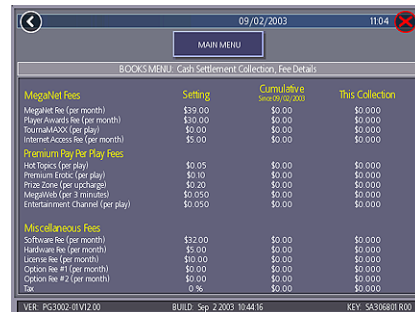 09/02/2003 11:04
MAIN MENU
BOOKS MENU: Cash Settlement Collection, Fee Details
MegaNet Fees Setting Cumulative This Collection
Since 09/02/2003
MegaNet Fee (per month) $39.00 $0.00 $0.000
Player Awards Fee (per month) $30.00 $0.00 $0.000
TournaMAXX (per play) $0.00 $0.00 $0.000
Internet Access Fee (per month) $5.00 $0.00 $0.000
Premium Pay Per Play Fees
Hot Topics (per play) $0.05 $0.00 $0.000
Premium Erotic (per play) $0.10 $0.00 $0.000
Prize Zone (per upcharge) $0.20 $0.00 $0.000
MegaWeb (per 3 minutes) $0.050 $0.00 $0.000
Entertainment Channel (per play) $0.050 $0.00 $0.000
Miscellaneous Fees
Software Fee (per month) $32.00 $0.00 $0.000
Hardware Fee (per month) $5.00 $0.00 $0.000
License Fee (per month) $10.00 $0.00 $0.000
Option Fee #1 (per month) $0.00 $0.00 $0.000
Option Fee #2 (per month) $0.00 $0.00 $0.000
Tax 0 % $0.00 $0.000
VER: PG3002-01V12.00 BUILD: Sep 2 2003 10:44:16 KEY: SA306801 R00